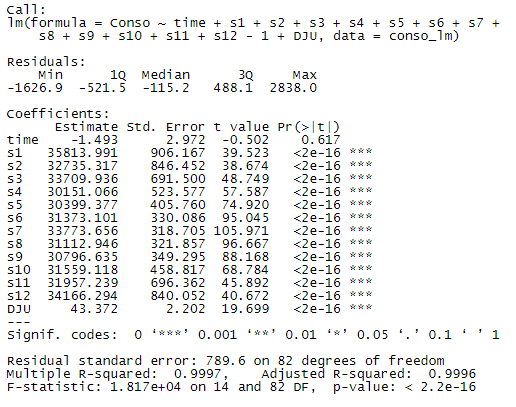 Call:
lm(formula = Conso ~ time + s1 + s2 + s3 + s4 + s5 + s6 + s7 +
s8 + s9 + s10 + s11 + s12 - 1 + DJU, data = conso_lm)
Residuals:
Min 1Q Median 3Q Max
-1626.9 -521.5 -115.2 488.1 2838.0
Coefficients:
Estimate Std. Error t value Pr(>|t|)
time -1.493 2.972 -0.502 0.617
s1 35813.991 906.167 39.523 <2e-16 ***
s2 32735.317 846.452 38.674 <2e-16 ***
s3 33709.936 691.500 48.749 <2e-16 ***
s4 30151.066 523.577 57.587 <2e-16 ***
s5 30399.377 405.760 74.920 <2e-16 ***
s6 31373.101 330.086 95.045 <2e-16 ***
s7 33773.656 318.705 105.971 <2e-16 ***
s8 31112.946 321.857 96.667 <2e-16 ***
s9 30796.635 349.295 88.168 <2e-16 ***
s10 31559.118 458.817 68.784 <2e-16 ***
s11 31957.239 696.362 45.892 <2e-16 ***
s12 34166.294 840.052 40.672 <2e-16 ***
DJU 43.372 2.202 19.699 <2e-16 ***
---
Signif. codes: 0 ‘***’ 0.001 ‘**’ 0.01 ‘*’ 0.05 ‘.’ 0.1 ‘ ’ 1
Residual standard error: 789.6 on 82 degrees of freedom
Multiple R-squared: 0.9997, Adjusted R-squared: 0.9996
F-statistic: 1.817e+04 on 14 and 82 DF, p-value: < 2.2e-16